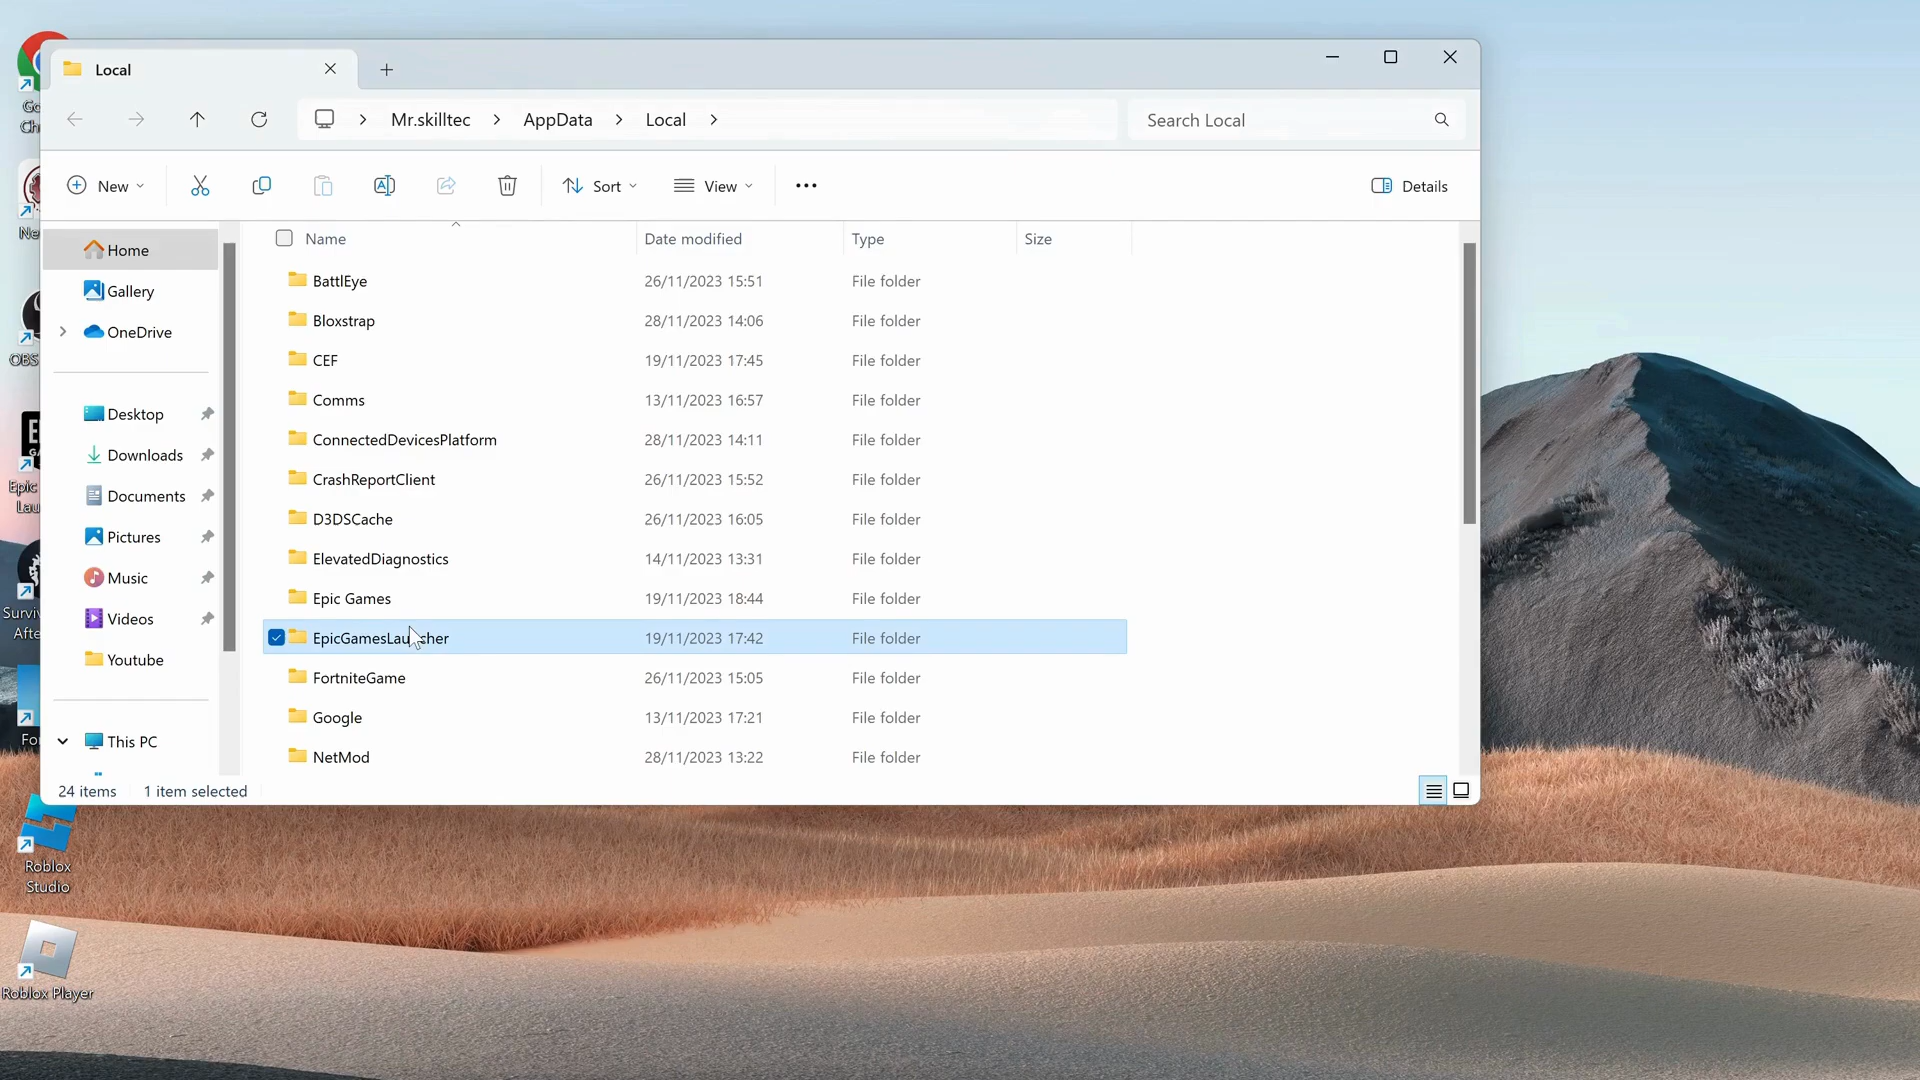 Local
Mr.skilltec
AppData
Local
Search Local
New
Sort
View
Details
Name
Date modified
Type
Size
Home
Gallery
OneDrive
Desktop
Downloads
Documents
Pictures
Music
Videos
Youtube
This PC
BattlEye 26/11/2023 15:51 File folder
Bloxstrap 28/11/2023 14:06 File folder
CEF 19/11/2023 17:45 File folder
Comms 13/11/2023 16:57 File folder
ConnectedDevicesPlatform 28/11/2023 14:11 File folder
CrashReportClient 26/11/2023 15:52 File folder
D3DSCache 26/11/2023 16:05 File folder
ElevatedDiagnostics 14/11/2023 13:31 File folder
Epic Games 19/11/2023 18:44 File folder
EpicGamesLauncher 19/11/2023 17:42 File folder
FortniteGame 26/11/2023 15:05 File folder
Google 13/11/2023 17:21 File folder
NetMod 28/11/2023 13:22 File folder
24 items
1 item selected
OBS
Epic
Roblox
Studio
Roblox Player